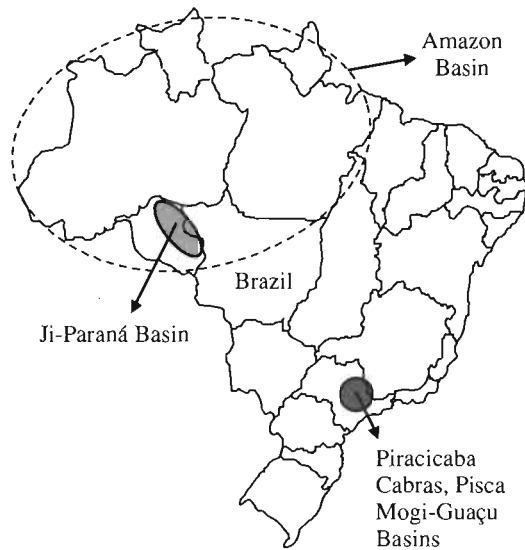 Amazon
Basin
Brazil
Ji-Paraná Basin
Piracicaba
Cabras, Pisca
Mogi-Guaçu
Basins